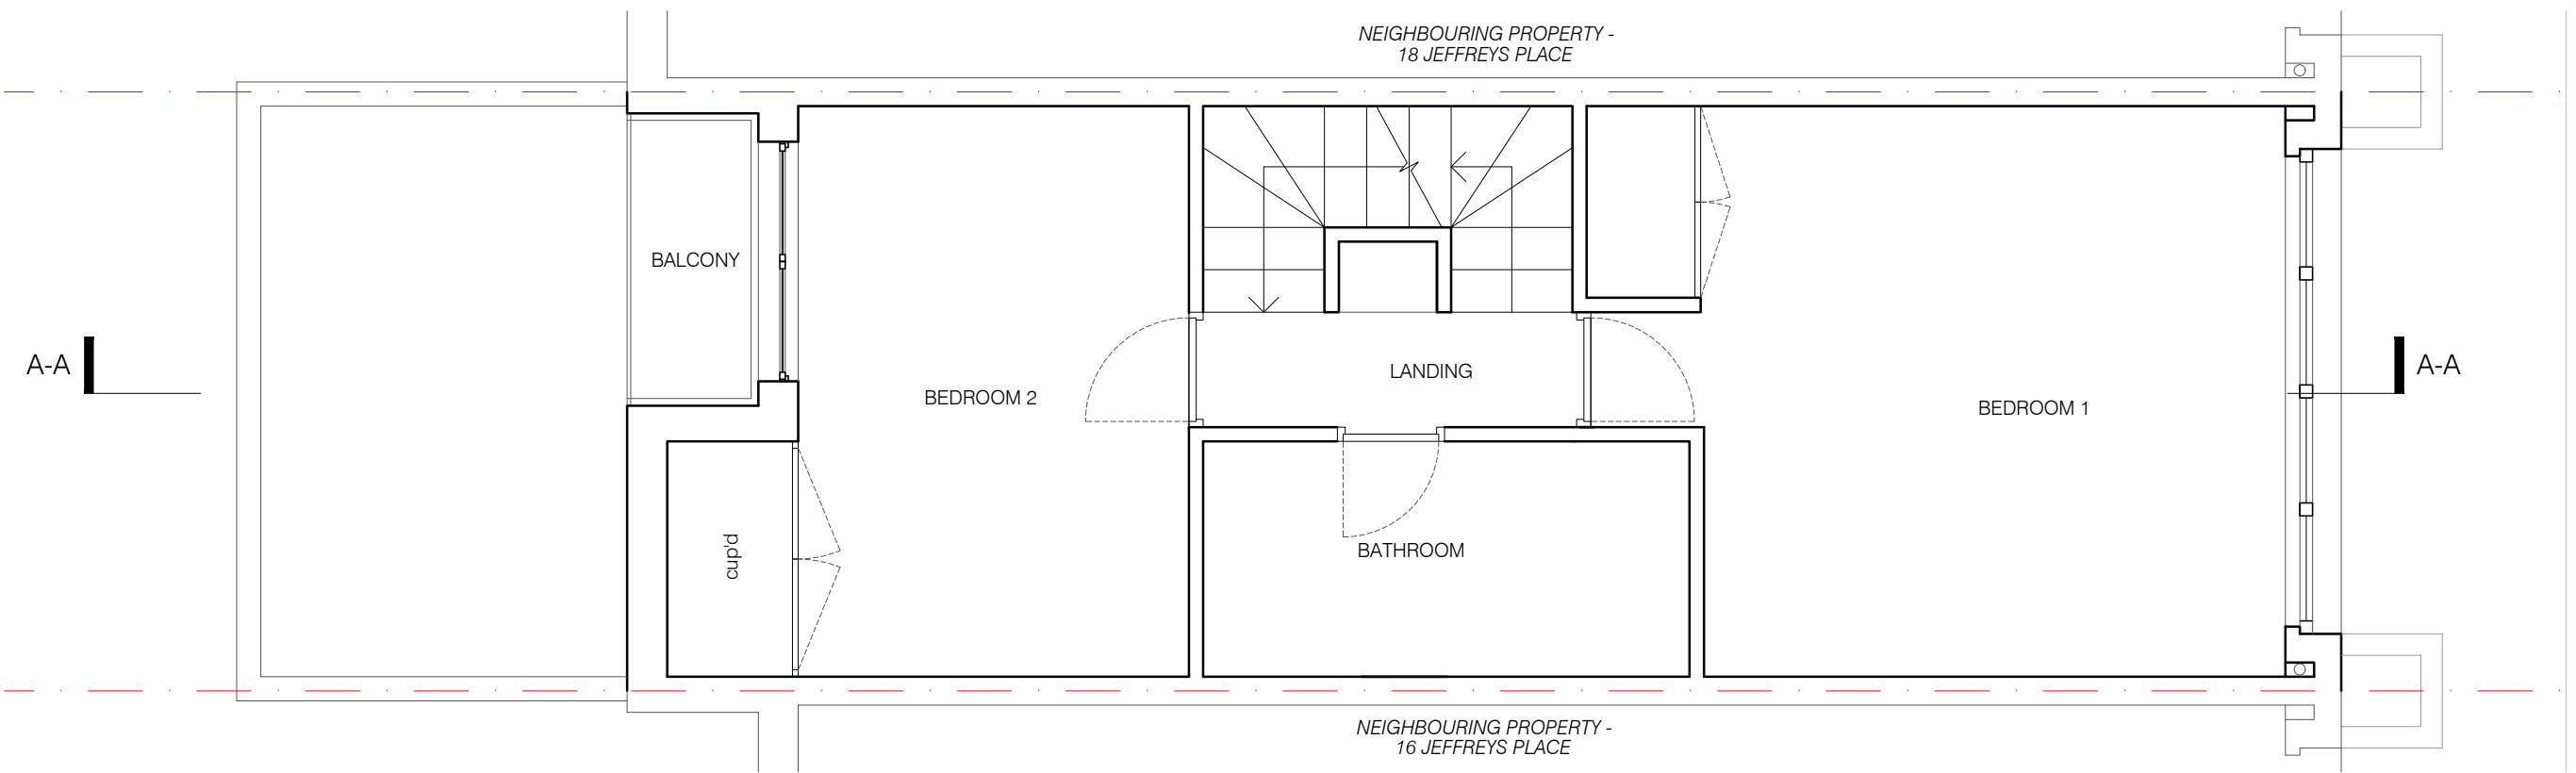 NEIGHBOURING PROPERTY -
18 JEFFREYS PLACE
BALCONY
A-A
LANDING
A-A
BEDROOM 2
BEDROOM 1
cup'd
BATHROOM
NEIGHBOURING PROPERTY -
16 JEFFREYS PLACE